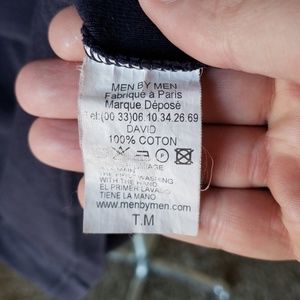 MEN BY MEN
Fabriqué à Paris
Marque Déposé
Tel:(00 33)06.10.34.26.69
DAVID
100% COTON
WASHING
WITH THE HAND.
EL PRIMER LAVADO
TIENE LA MANO
www.menbymen.com
T.M